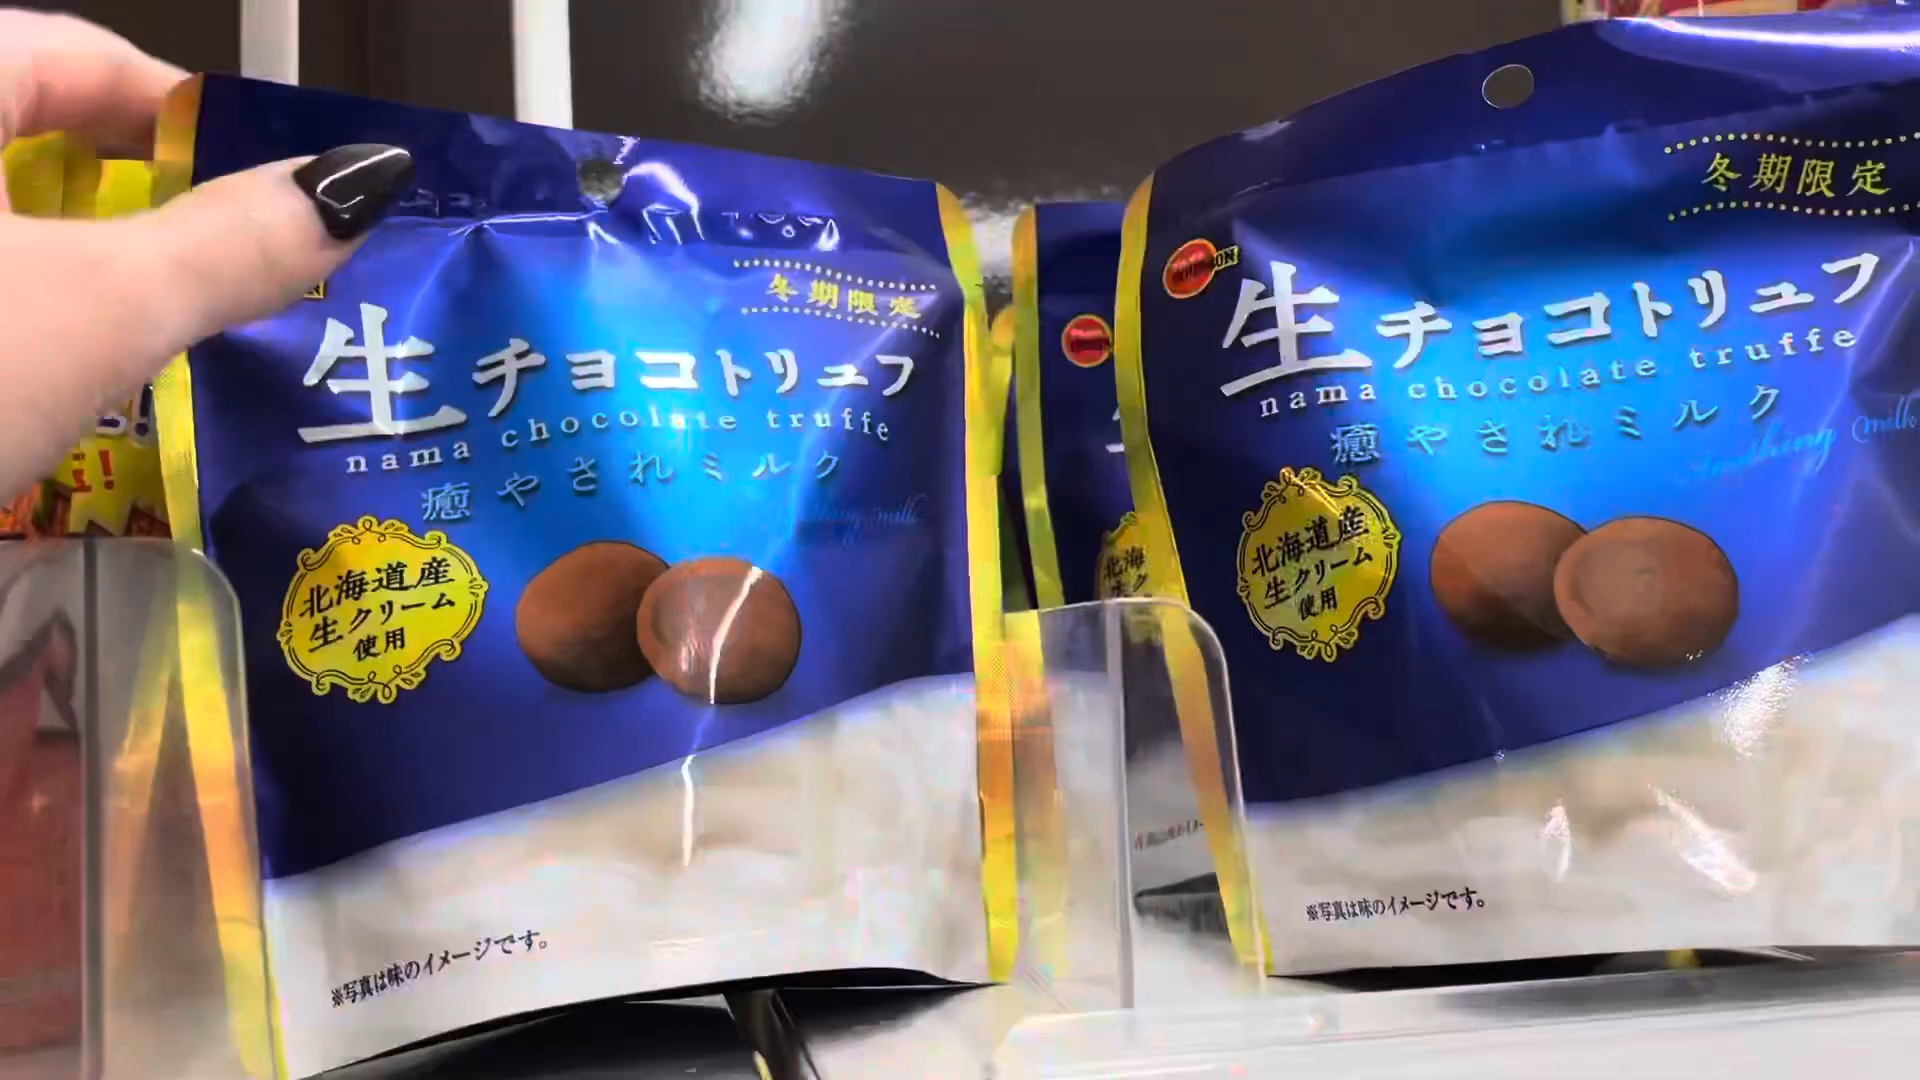 冬期限定
生チョコトリュフ
nama chocolate truffe
癒やされミルク
北海道産
生クリーム
使用
※写真は味のイメージです。
冬期限定
BOURBON
生チョコトリュフ
nama chocolate truffe
癒やされミルク
Soothing milk
北海道産
生クリーム
使用
※写真は味のイメージです。
北海